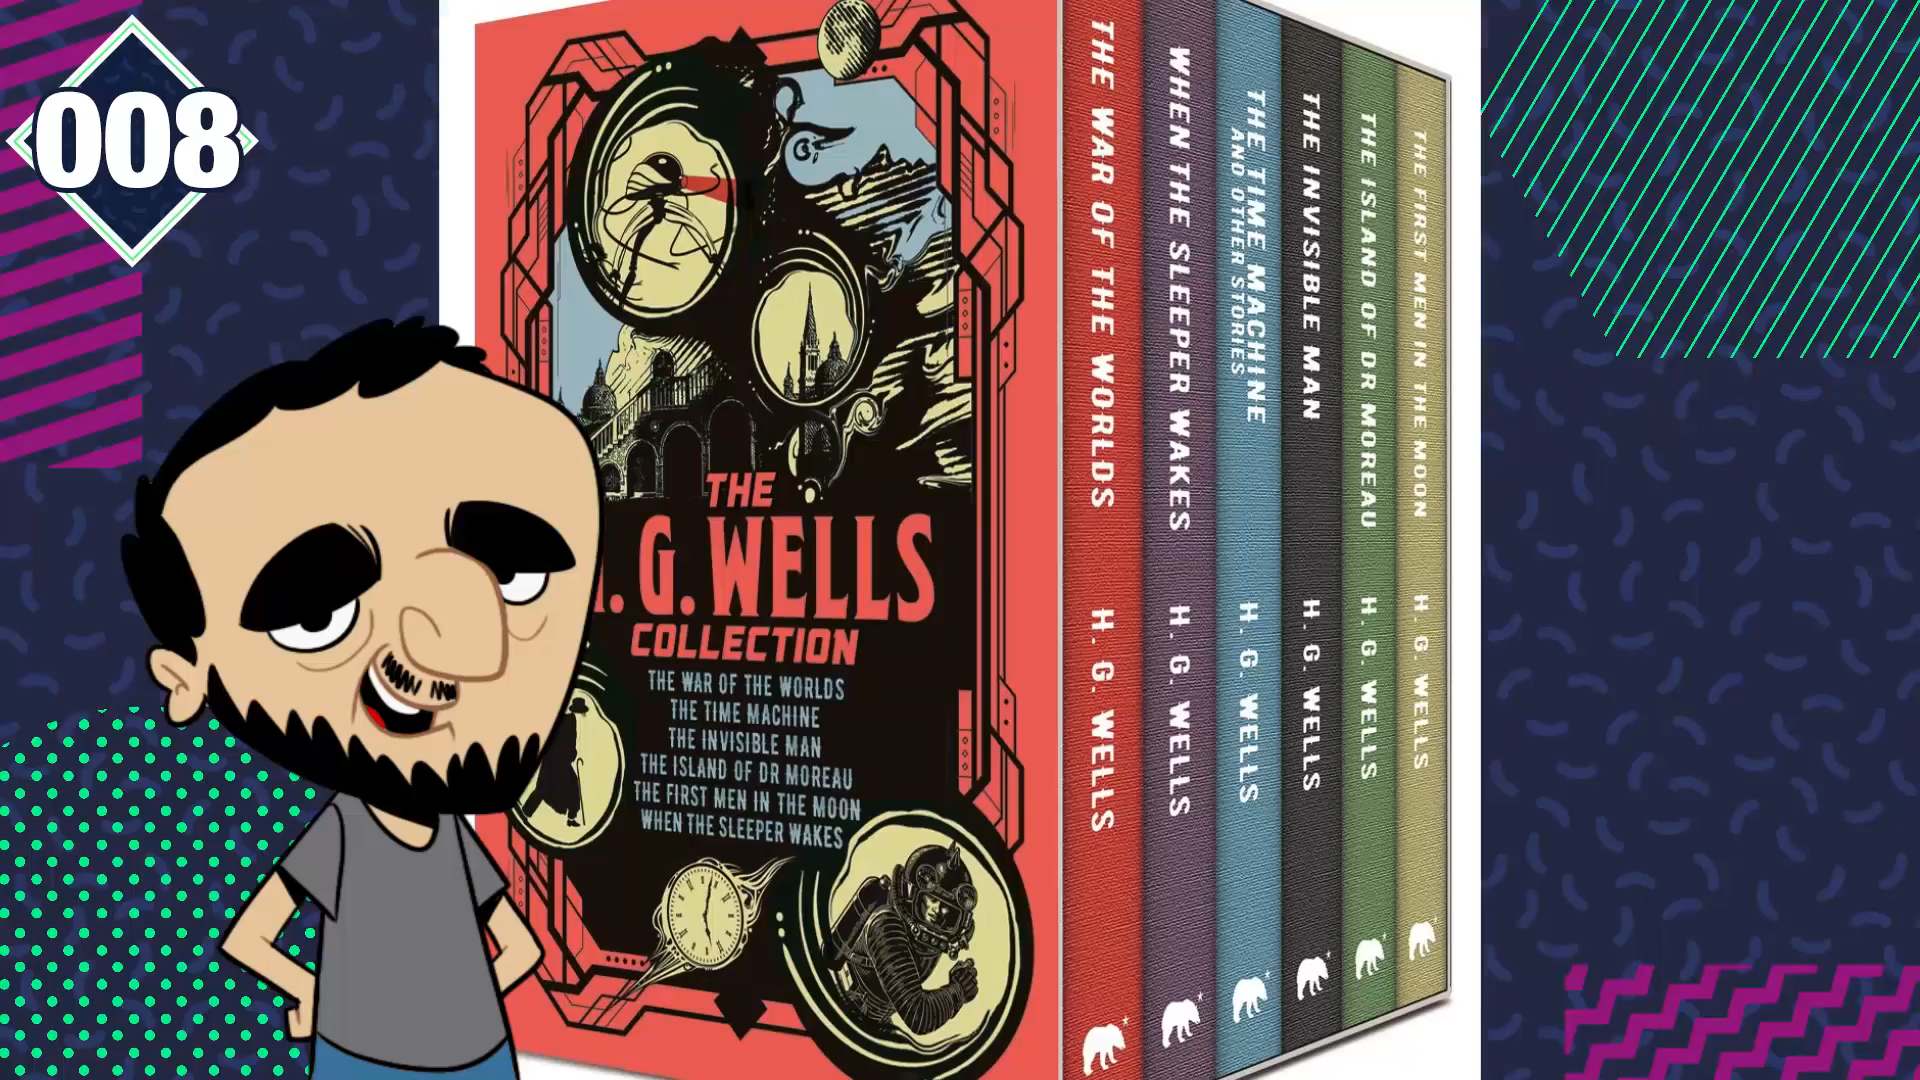 008
THE
. G. WELLS
COLLECTION
THE WAR OF THE WORLDS
THE TIME MACHINE
THE INVISIBLE MAN
THE ISLAND OF DR MOREAU
THE FIRST MEN IN THE MOON
WHEN THE SLEEPER WAKES
THE WAR OF THE WORLDS H. G. WELLS
WHEN THE SLEEPER WAKES H. G. WELLS
THE TIME MACHINE
AND OTHER STORIES
H. G. WELLS
THE INVISIBLE MAN H. G. WELLS
THE ISLAND OF DR MOREAU H. G. WELLS
THE FIRST MEN IN THE MOON H. G. WELLS